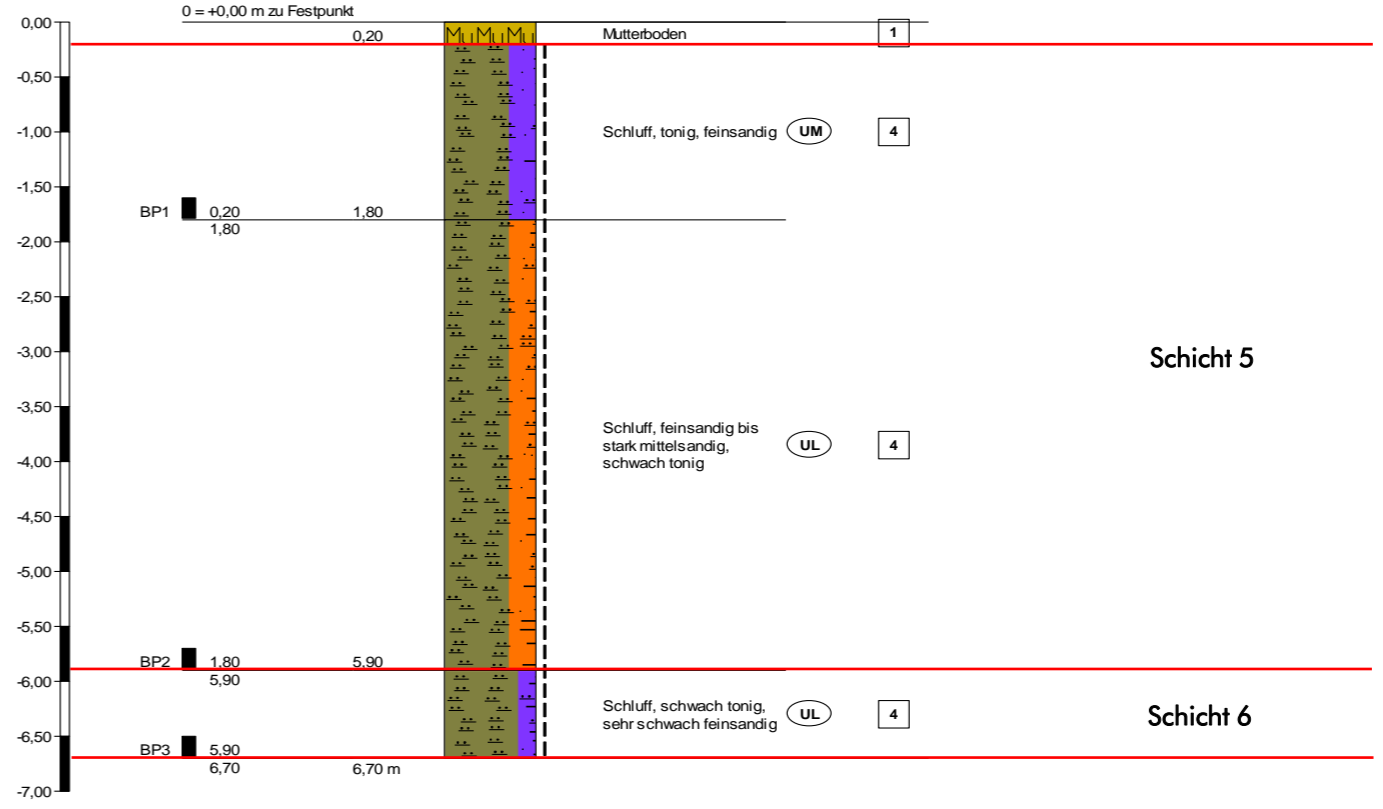 0 = +0,00 m zu Festpunkt
0,00
0,20
Mu Mu Mu
Mutterboden
1
-0,50
-1,00
Schluff, tonig, feinsandig
UM
4
-1,50
BP1
0,20
1,80
1,80
-2,00
-2,50
-3,00
Schicht 5
-3,50
Schluff, feinsandig bis
stark mittelsandig,
schwach tonig
UL
4
-4,00
-4,50
-5,00
-5,50
BP2
1,80
5,90
5,90
-6,00
Schluff, schwach tonig,
sehr schwach feinsandig
UL
4
Schicht 6
-6,50
BP3
5,90
6,70
6,70 m
-7,00